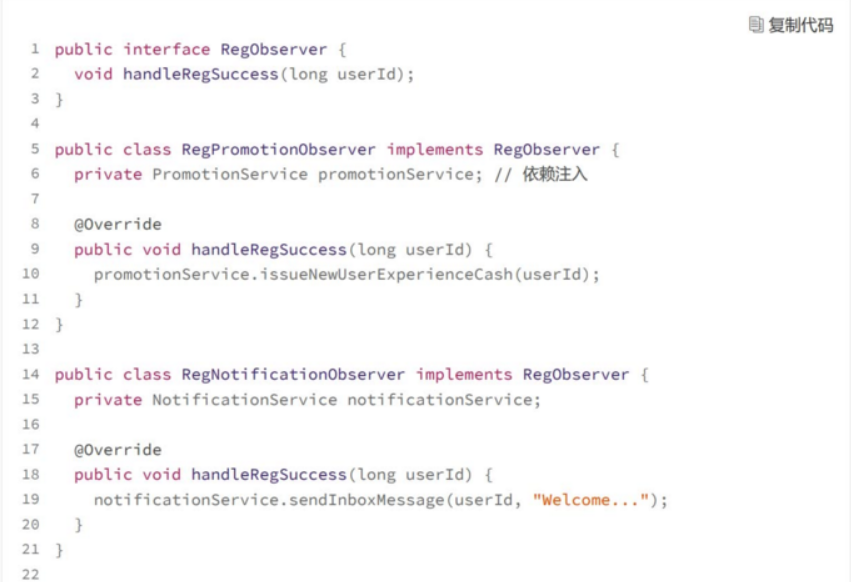 复制代码
1 public interface RegObserver {
2   void handleRegSuccess(long userId);
3 }
4
5 public class RegPromotionObserver implements RegObserver {
6   private PromotionService promotionService; // 依赖注入
7
8   @Override
9   public void handleRegSuccess(long userId) {
10     promotionService.issueNewUserExperienceCash(userId);
11   }
12 }
13
14 public class RegNotificationObserver implements RegObserver {
15   private NotificationService notificationService;
16
17   @Override
18   public void handleRegSuccess(long userId) {
19     notificationService.sendInboxMessage(userId, "Welcome...");
20   }
21 }
22